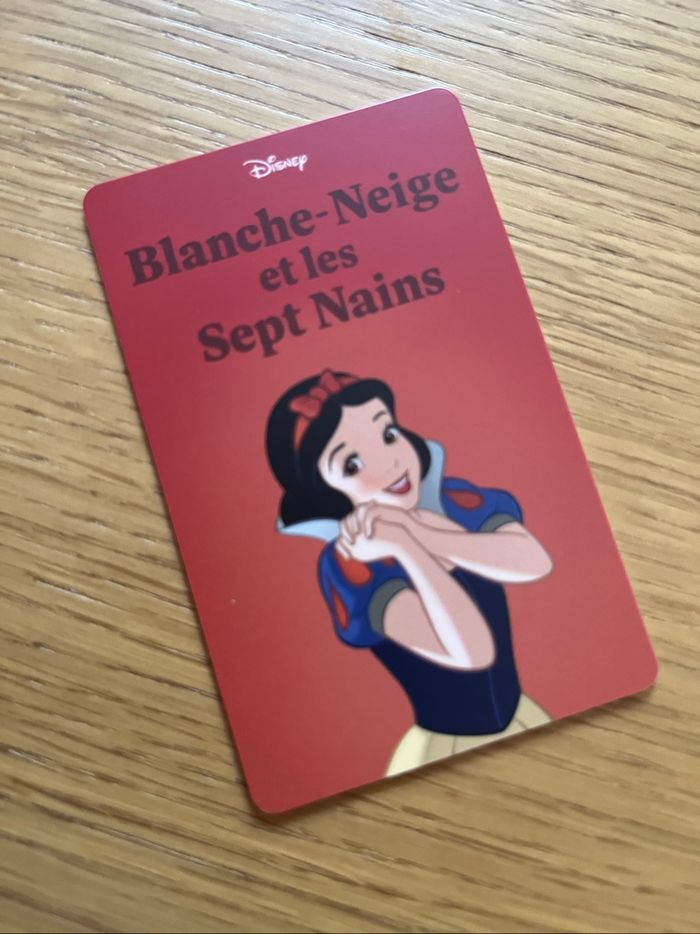 Disney
Blanche-Neige
et les
Sept Nains